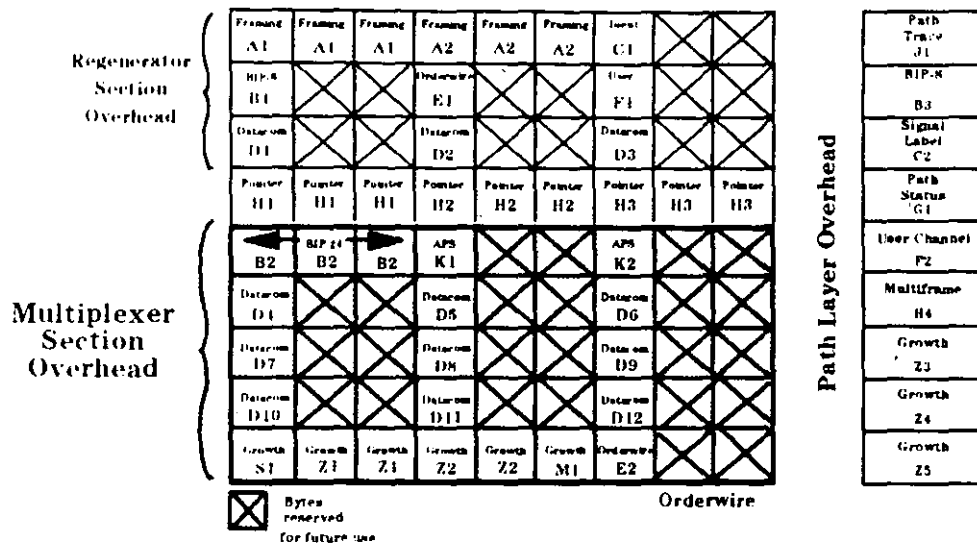 Regenerator
Section
Overhead
Framing Framing Framing Framing Framing Framing Ident
A1 A1 A1 A2 A2 A2 C1
BIP-8 Orderwire User
B1 E1 F1
Datacom Datacom Datacom
D1 D2 D3
Pointer Pointer Pointer Pointer Pointer Pointer Pointer Pointer Pointer
H1 H1 H1 H2 H2 H2 H3 H3 H3
Multiplexer
Section
Overhead
BIP 24 APS APS
B2 B2 B2 K1 K2
Datacom Datacom Datacom
D4 D5 D6
Datacom Datacom Datacom
D7 D8 D9
Datacom Datacom Datacom
D10 D11 D12
Growth Growth Growth Growth Growth Growth Orderwire
S1 Z1 Z1 Z2 Z2 M1 E2
Bytes
reserved
for future use
Orderwire
Path Layer Overhead
Path
Trace
J1
BIP-8
B3
Signal
Label
C2
Path
Status
G1
User Channel
F2
Multiframe
H4
Growth
Z3
Growth
Z4
Growth
Z5